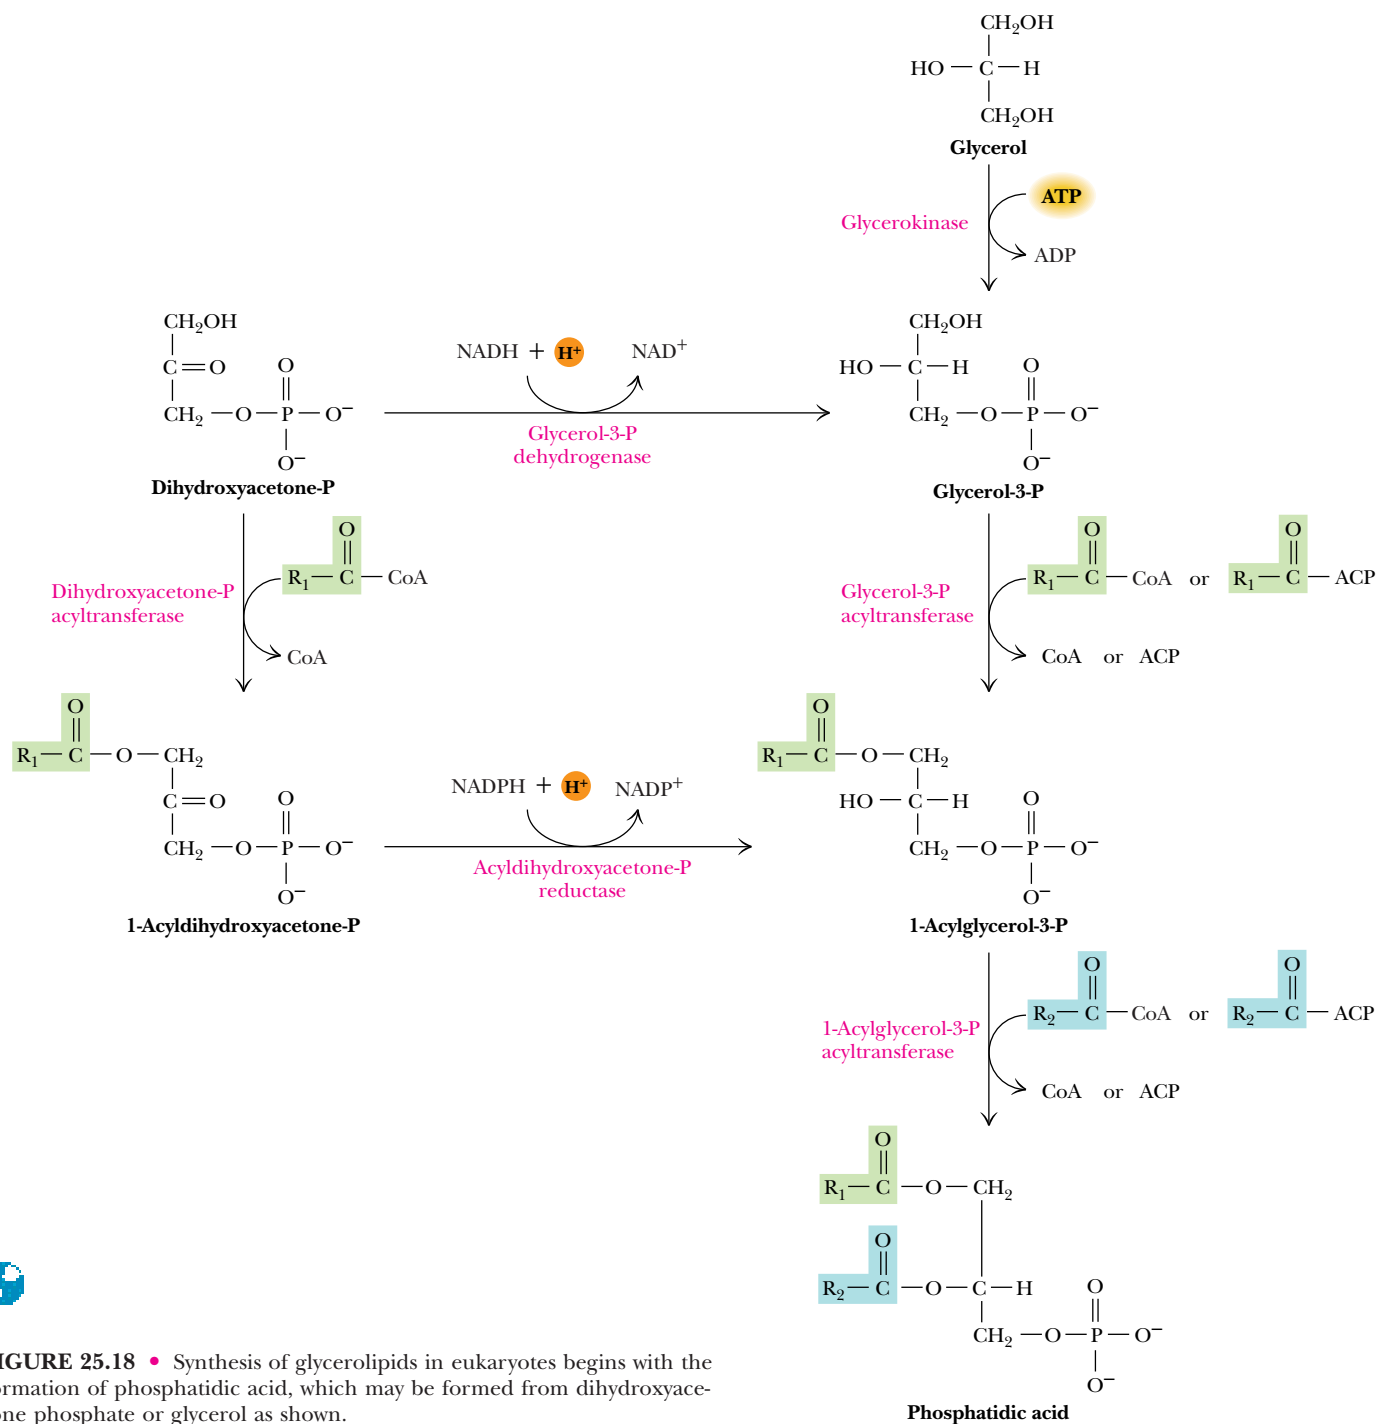 CH₂OH
HO — C — H
CH₂OH
Glycerol
ATP
Glycerokinase
ADP
CH₂OH
C=O
O
CH₂ — O — P — O⁻
O⁻
Dihydroxyacetone-P
NADH + H⁺ NAD⁺
Glycerol-3-P
dehydrogenase
CH₂OH
HO — C — H
O
CH₂ — O — P — O⁻
O⁻
Glycerol-3-P
O
R₁ — C — CoA
Dihydroxyacetone-P
acyltransferase
CoA
O O
R₁ — C — CoA or R₁ — C — ACP
Glycerol-3-P
acyltransferase
CoA or ACP
O
R₁ — C — O — CH₂
C=O
O
CH₂ — O — P — O⁻
O⁻
1-Acyldihydroxyacetone-P
NADPH + H⁺ NADP⁺
Acyldihydroxyacetone-P
reductase
O
R₁ — C — O — CH₂
HO — C — H
O
CH₂ — O — P — O⁻
O⁻
1-Acylglycerol-3-P
O O
R₂ — C — CoA or R₂ — C — ACP
1-Acylglycerol-3-P
acyltransferase
CoA or ACP
O
R₁ — C — O — CH₂
O
R₂ — C — O — C — H
O
CH₂ — O — P — O⁻
O⁻
Phosphatidic acid
IGURE 25.18 • Synthesis of glycerolipids in eukaryotes begins with the
ormation of phosphatidic acid, which may be formed from dihydroxyace-
one phosphate or glycerol as shown.